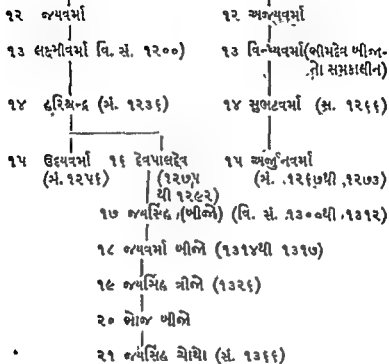 ૧૨ જયવર્મા ૧૨ અજયવર્મા
૧૩ લક્ષ્મીવર્મા વિ. સં. ૧૨૦૦) ૧૩ વિન્ધ્યવર્મા(ભીમદેવ બીજા-
નો સમકાલીન)
૧૪ હરિશ્ચન્દ્ર (મં. ૧૨૩૬) ૧૪ સુભટવર્મા (સ. ૧૨૬૬)
૧૫ ઉદયવર્મા ૧૬ દેવપાલદેવ ૧૫ અર્જુનવર્મા
(મં. ૧૨૫૬) (૧૨૭૫ (મં. ૧૨૬૭થી ૧૨૭૩)
થી ૧૨૯૨)
૧૭ જયસિંહ (બીજો) (વિ. સં. ૧૩૦૦થી ૧૩૧૨)
૧૮ જયવર્મા બીજો (૧૩૧૪થી ૧૩૧૭)
૧૯ જયસિંહ ત્રીજો (૧૩૨૬)
૨૦ ભોજ બીજો
૨૧ જયસિંહ ચોથો (સં. ૧૩૬૬)